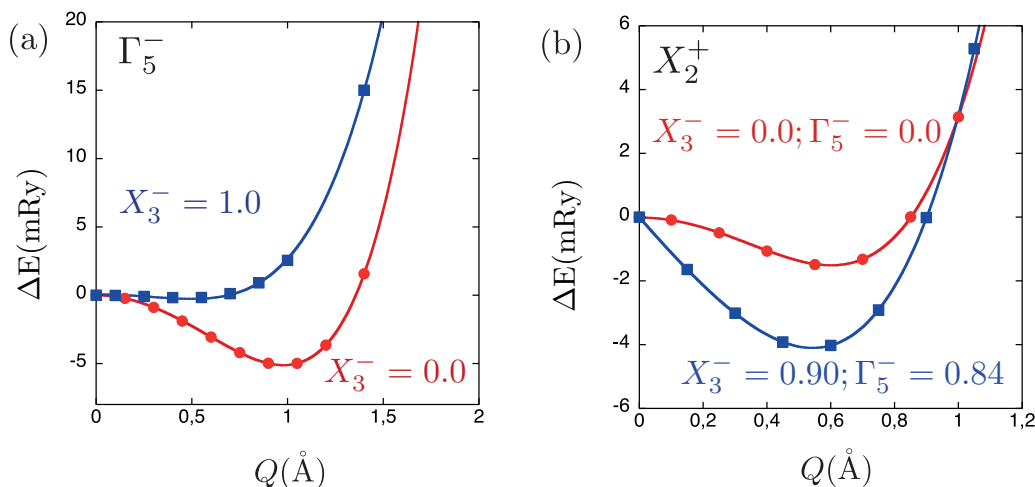 (a)
Γ₅⁻
X₃⁻ = 1.0
X₃⁻ = 0.0
ΔE(mRy)
20
15
10
5
0
-5
0 0,5 1 1,5 2
Q(Å)
(b)
X₂⁺
X₃⁻ = 0.0; Γ₅⁻ = 0.0
X₃⁻ = 0.90; Γ₅⁻ = 0.84
ΔE(mRy)
6
4
2
0
-2
-4
-6
0 0,2 0,4 0,6 0,8 1 1,2
Q(Å)